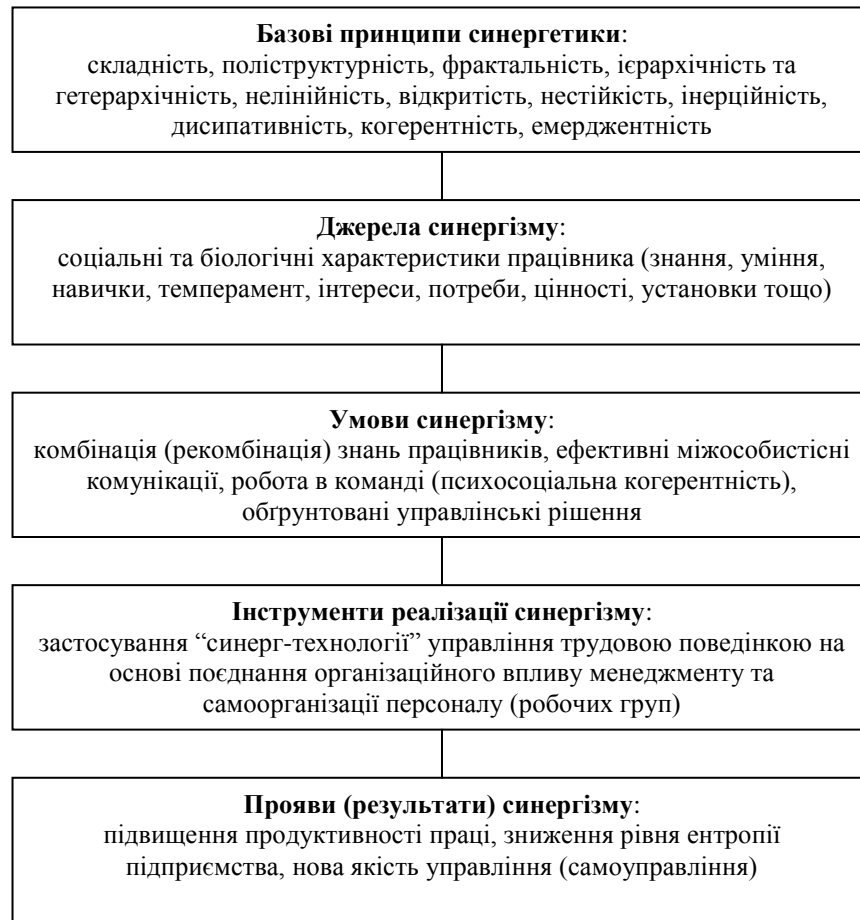 Базові принципи синергетики:
складність, поліструктурність, фрактальність, ієрархічність та
гетерархічність, нелінійність, відкритість, нестійкість, інерційність,
дисипативність, когерентність, емерджентність
Джерела синергізму:
соціальні та біологічні характеристики працівника (знання, уміння,
навички, темперамент, інтереси, потреби, цінності, установки тощо)
Умови синергізму:
комбінація (рекомбінація) знань працівників, ефективні міжособистісні
комунікації, робота в команді (психосоціальна когерентність),
обґрунтовані управлінські рішення
Інструменти реалізації синергізму:
застосування “синерг-технології” управління трудовою поведінкою на
основі поєднання організаційного впливу менеджменту та
самоорганізації персоналу (робочих груп)
Прояви (результати) синергізму:
підвищення продуктивності праці, зниження рівня ентропії
підприємства, нова якість управління (самоуправління)